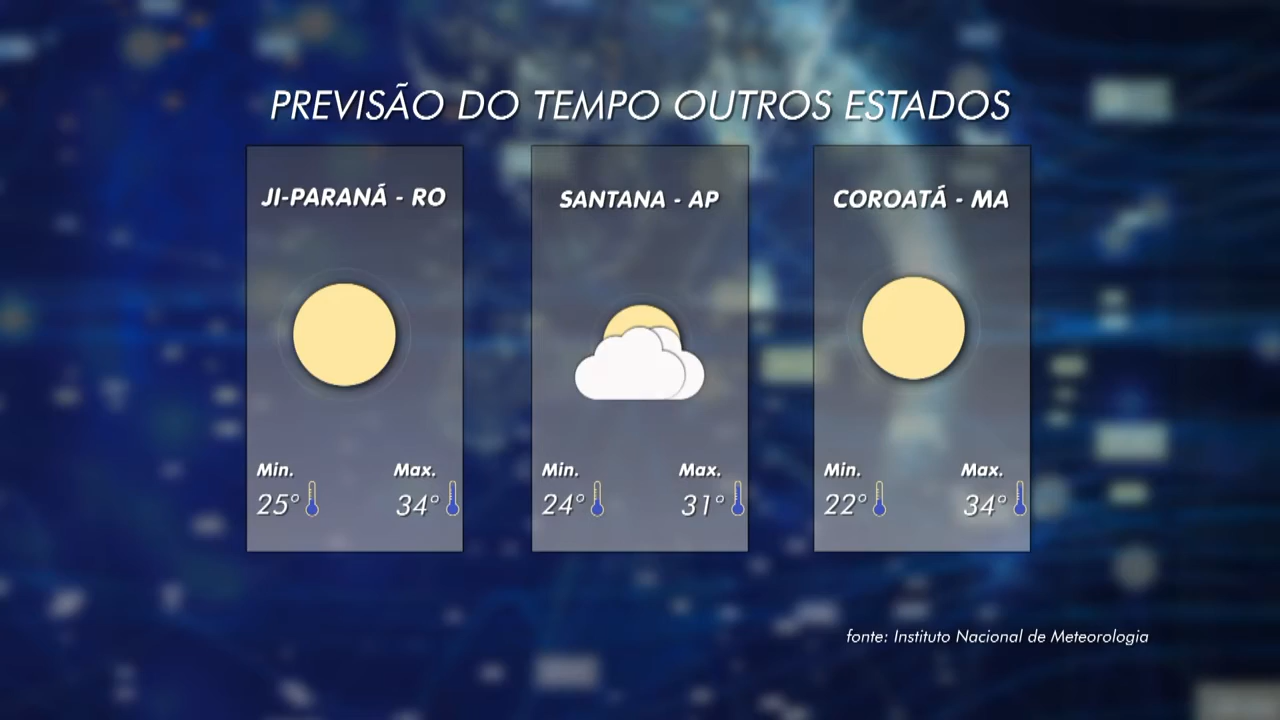 PREVISÃO DO TEMPO OUTROS ESTADOS
JI-PARANÁ - RO
Min. Max.
25° 34°
SANTANA - AP
Min. Max.
24° 31°
COROATÁ - MA
Min. Max.
22° 34°
fonte: Instituto Nacional de Meteorologia